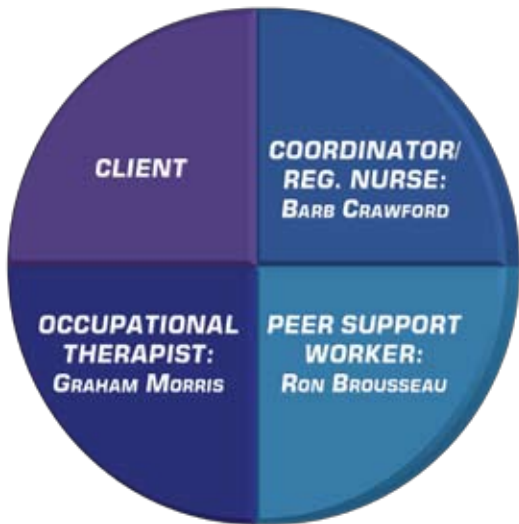 CLIENT
COORDINATOR/
REG. NURSE:
BARB CRAWFORD
OCCUPATIONAL
THERAPIST:
GRAHAM MORRIS
PEER SUPPORT
WORKER:
RON BROUSSEAU